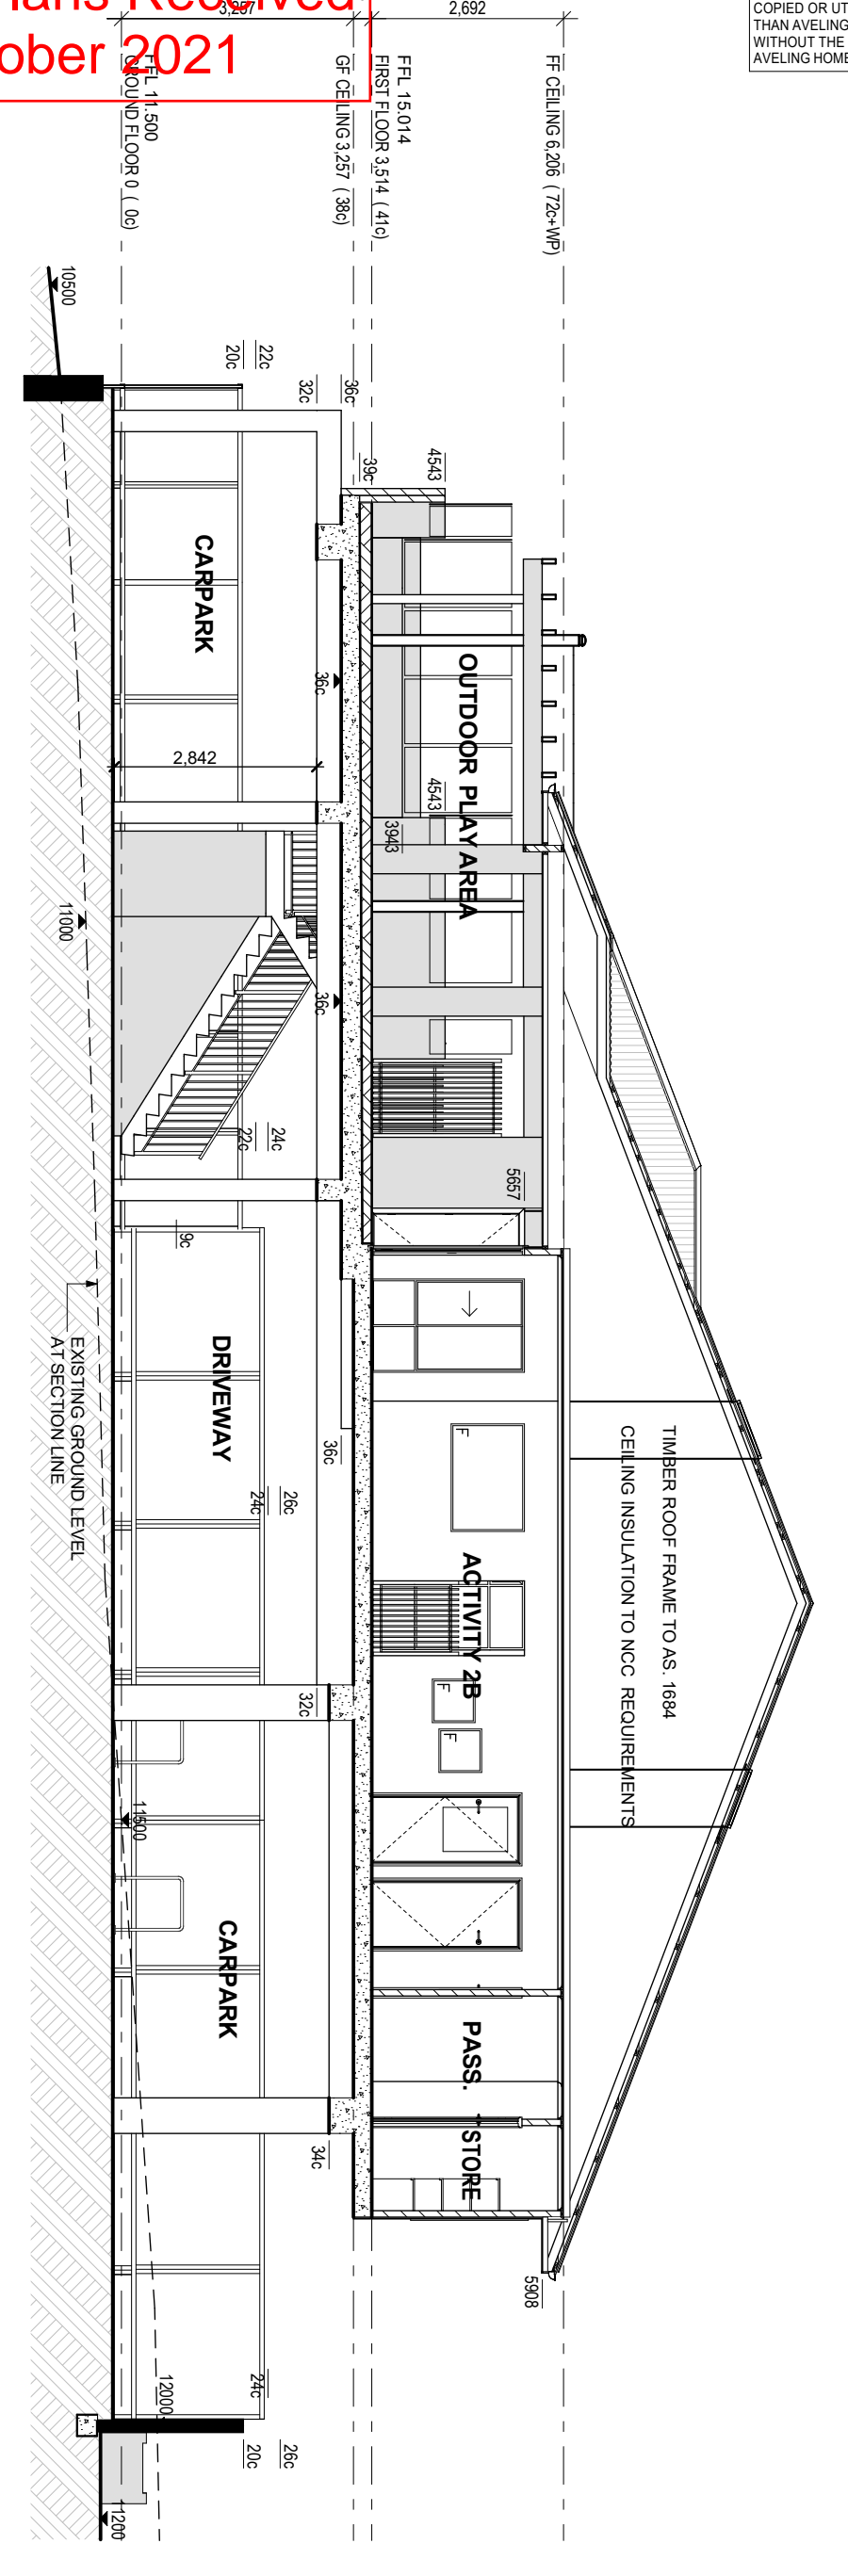 ans Received
ober 2021
COPIED OR UT
THAN AVELING
WITHOUT THE
AVELING HOME
3,257
2,692
FF CEILING 6,206 ( 72c+WP)
FFL 15.014
FIRST FLOOR 3,514 ( 41c)
GF CEILING 3,257 ( 38c)
FFL 11.500
GROUND FLOOR 0 ( 0c)
10500
22c
20c
36c
32c
4543
39c
CARPARK
OUTDOOR PLAY AREA
36c
2,842
4543
3943
11000
36c
24c
22c
5657
9c
EXISTING GROUND LEVEL
AT SECTION LINE
DRIVEWAY
36c
26c
24c
TIMBER ROOF FRAME TO AS. 1684
CEILING INSULATION TO NCC REQUIREMENTS
F
ACTIVITY 2B
F
F
32c
11500
CARPARK
PASS.
STORE
34c
5908
12000
24c
26c
20c
11200